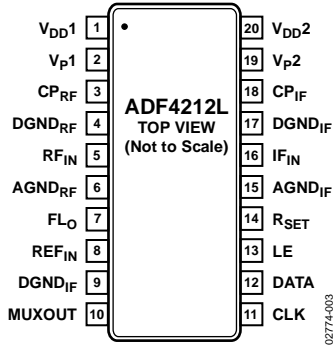 VDD1 1
VP1 2
CPRF 3
DGNDRF 4
RFIN 5
AGNDRF 6
FLO 7
REFIN 8
DGNDIF 9
MUXOUT 10
ADF4212L
TOP VIEW
(Not to Scale)
20 VDD2
19 VP2
18 CPIF
17 DGNDIF
16 IFIN
15 AGNDIF
14 RSET
13 LE
12 DATA
11 CLK
02774-003